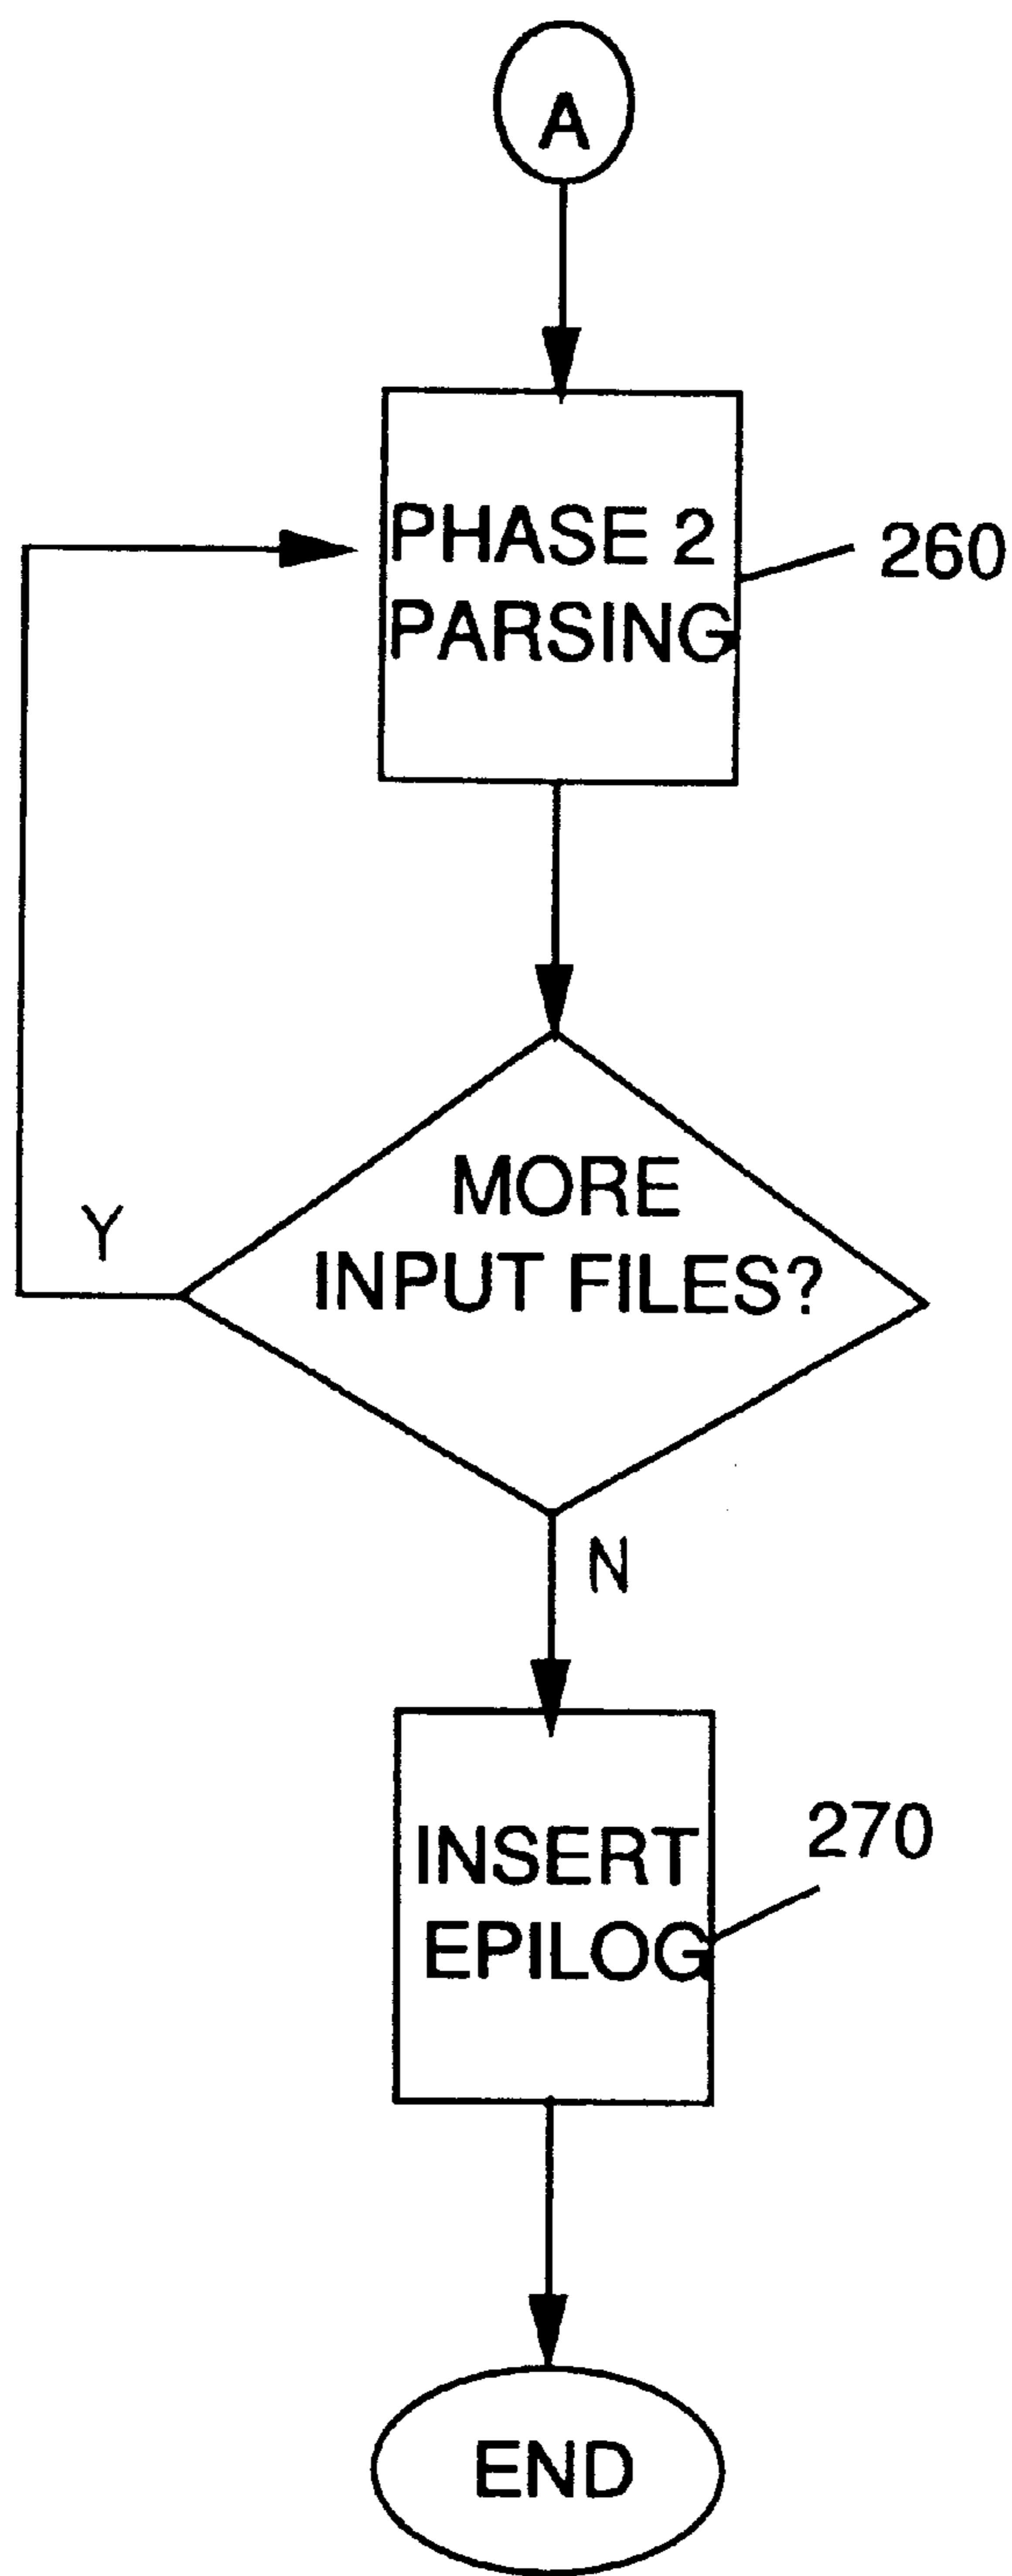 A
PHASE 2
PARSING
260
MORE
INPUT FILES?
Y
N
INSERT
EPILOG
270
END